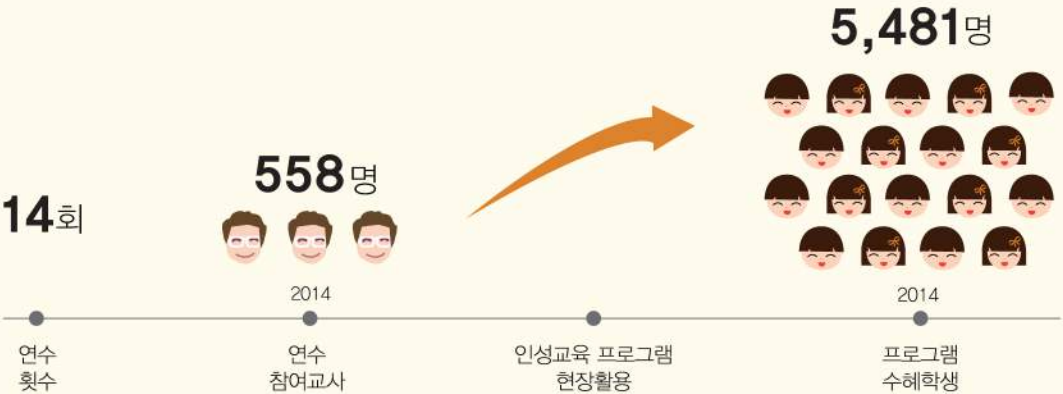 14회
558명
5,481명
2014
2014
연수
횟수
연수
참여교사
인성교육 프로그램
현장활용
프로그램
수혜학생